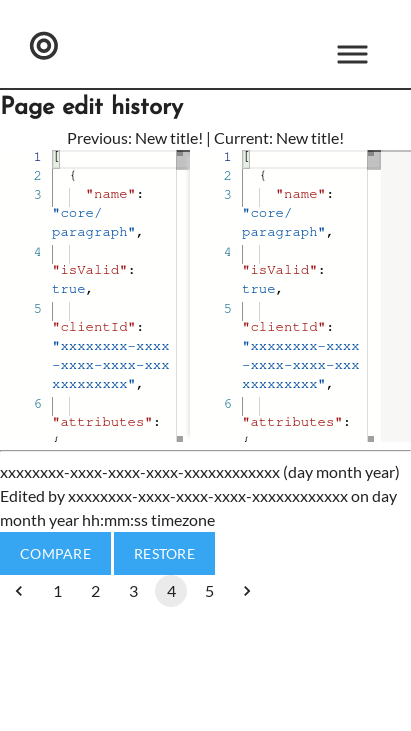 Page edit history
Previous: New title! | Current: New title!
1 [
2 {
3 "name":
"core/
paragraph",
4
"isValid":
true,
5
"clientId":
"xxxxxxxx-xxxx
-xxxx-xxxx-xxx
xxxxxxxxx",
6
"attributes":
{
1 [
2 {
3 "name":
"core/
paragraph",
4
"isValid":
true,
5
"clientId":
"xxxxxxxx-xxxx
-xxxx-xxxx-xxx
xxxxxxxxx",
6
"attributes":
{
xxxxxxxx-xxxx-xxxx-xxxx-xxxxxxxxxxxx (day month year)
Edited by xxxxxxxx-xxxx-xxxx-xxxx-xxxxxxxxxxxx on day
month year hh:mm:ss timezone
COMPARE RESTORE
1 2 3 4 5